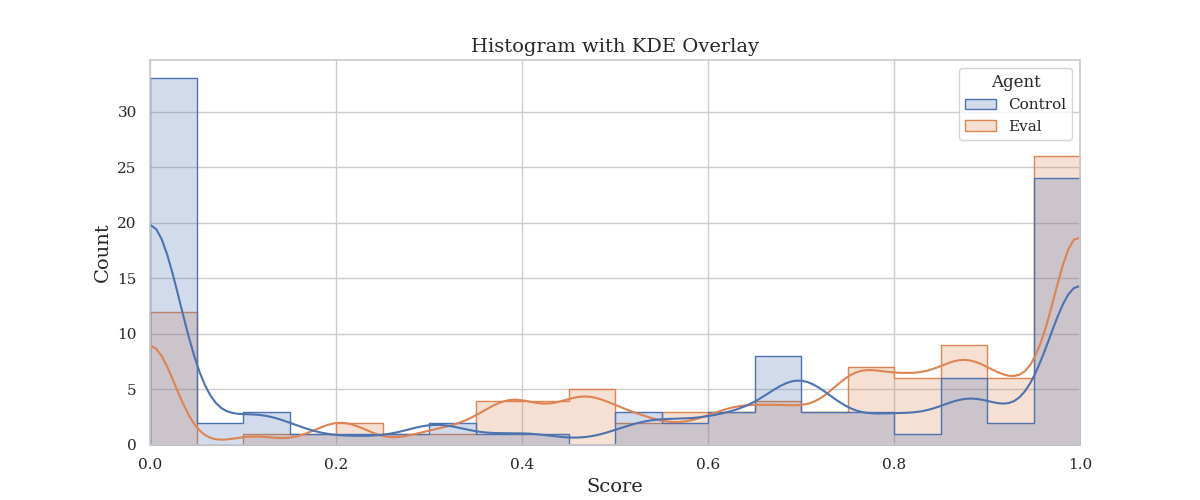 Histogram with KDE Overlay
Agent
Control
Eval
Count
30
25
20
15
10
5
0
0.0 0.2 0.4 0.6 0.8 1.0
Score